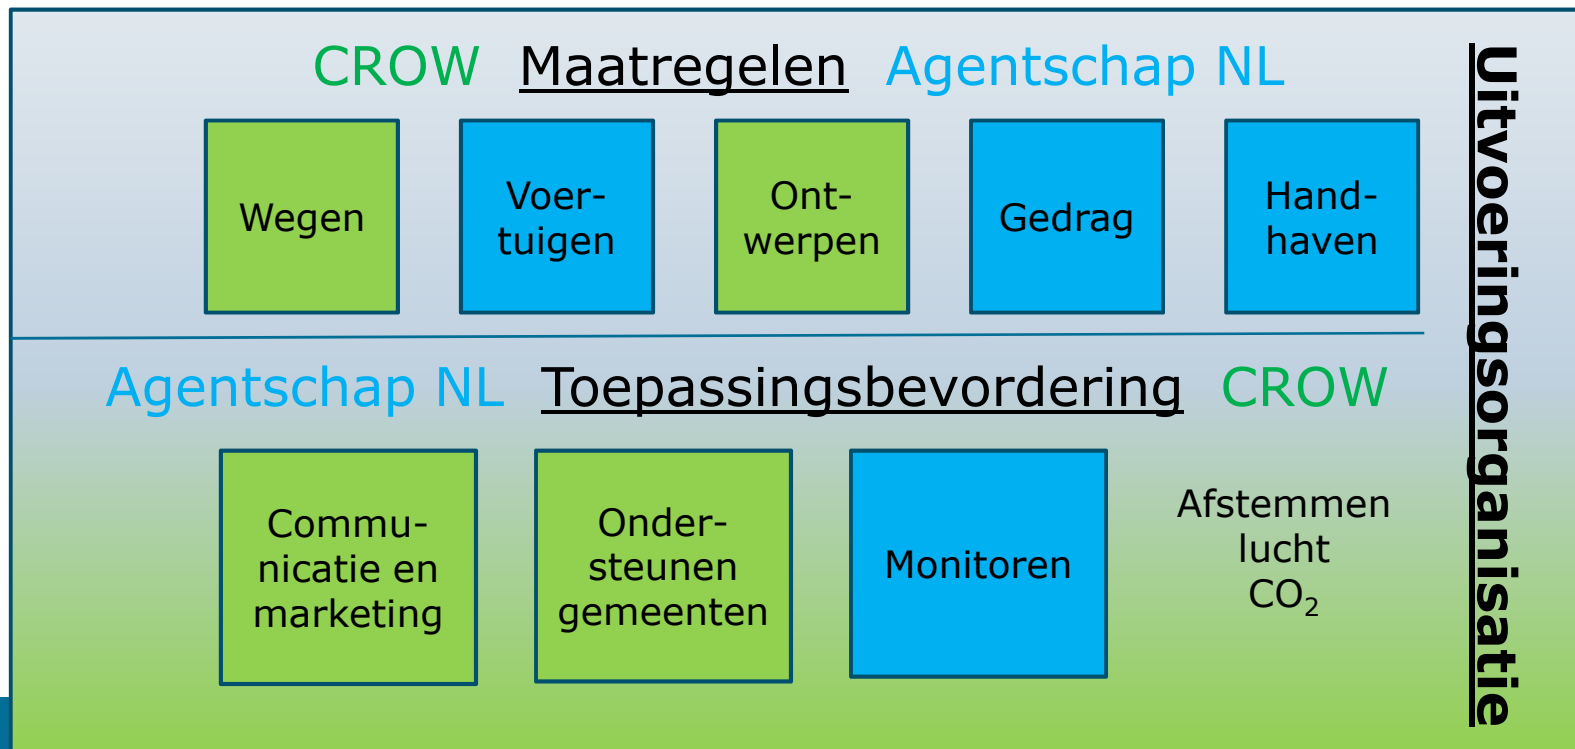 CROW Maatregelen Agentschap NL
Wegen
Voer-
tuigen
Ont-
werpen
Gedrag
Hand-
haven
Agentschap NL Toepassingsbevordering CROW
Commu-
nicatie en
marketing
Onder-
steunen
gemeenten
Monitoren
Afstemmen
lucht
CO₂
Uitvoeringsorganisatie